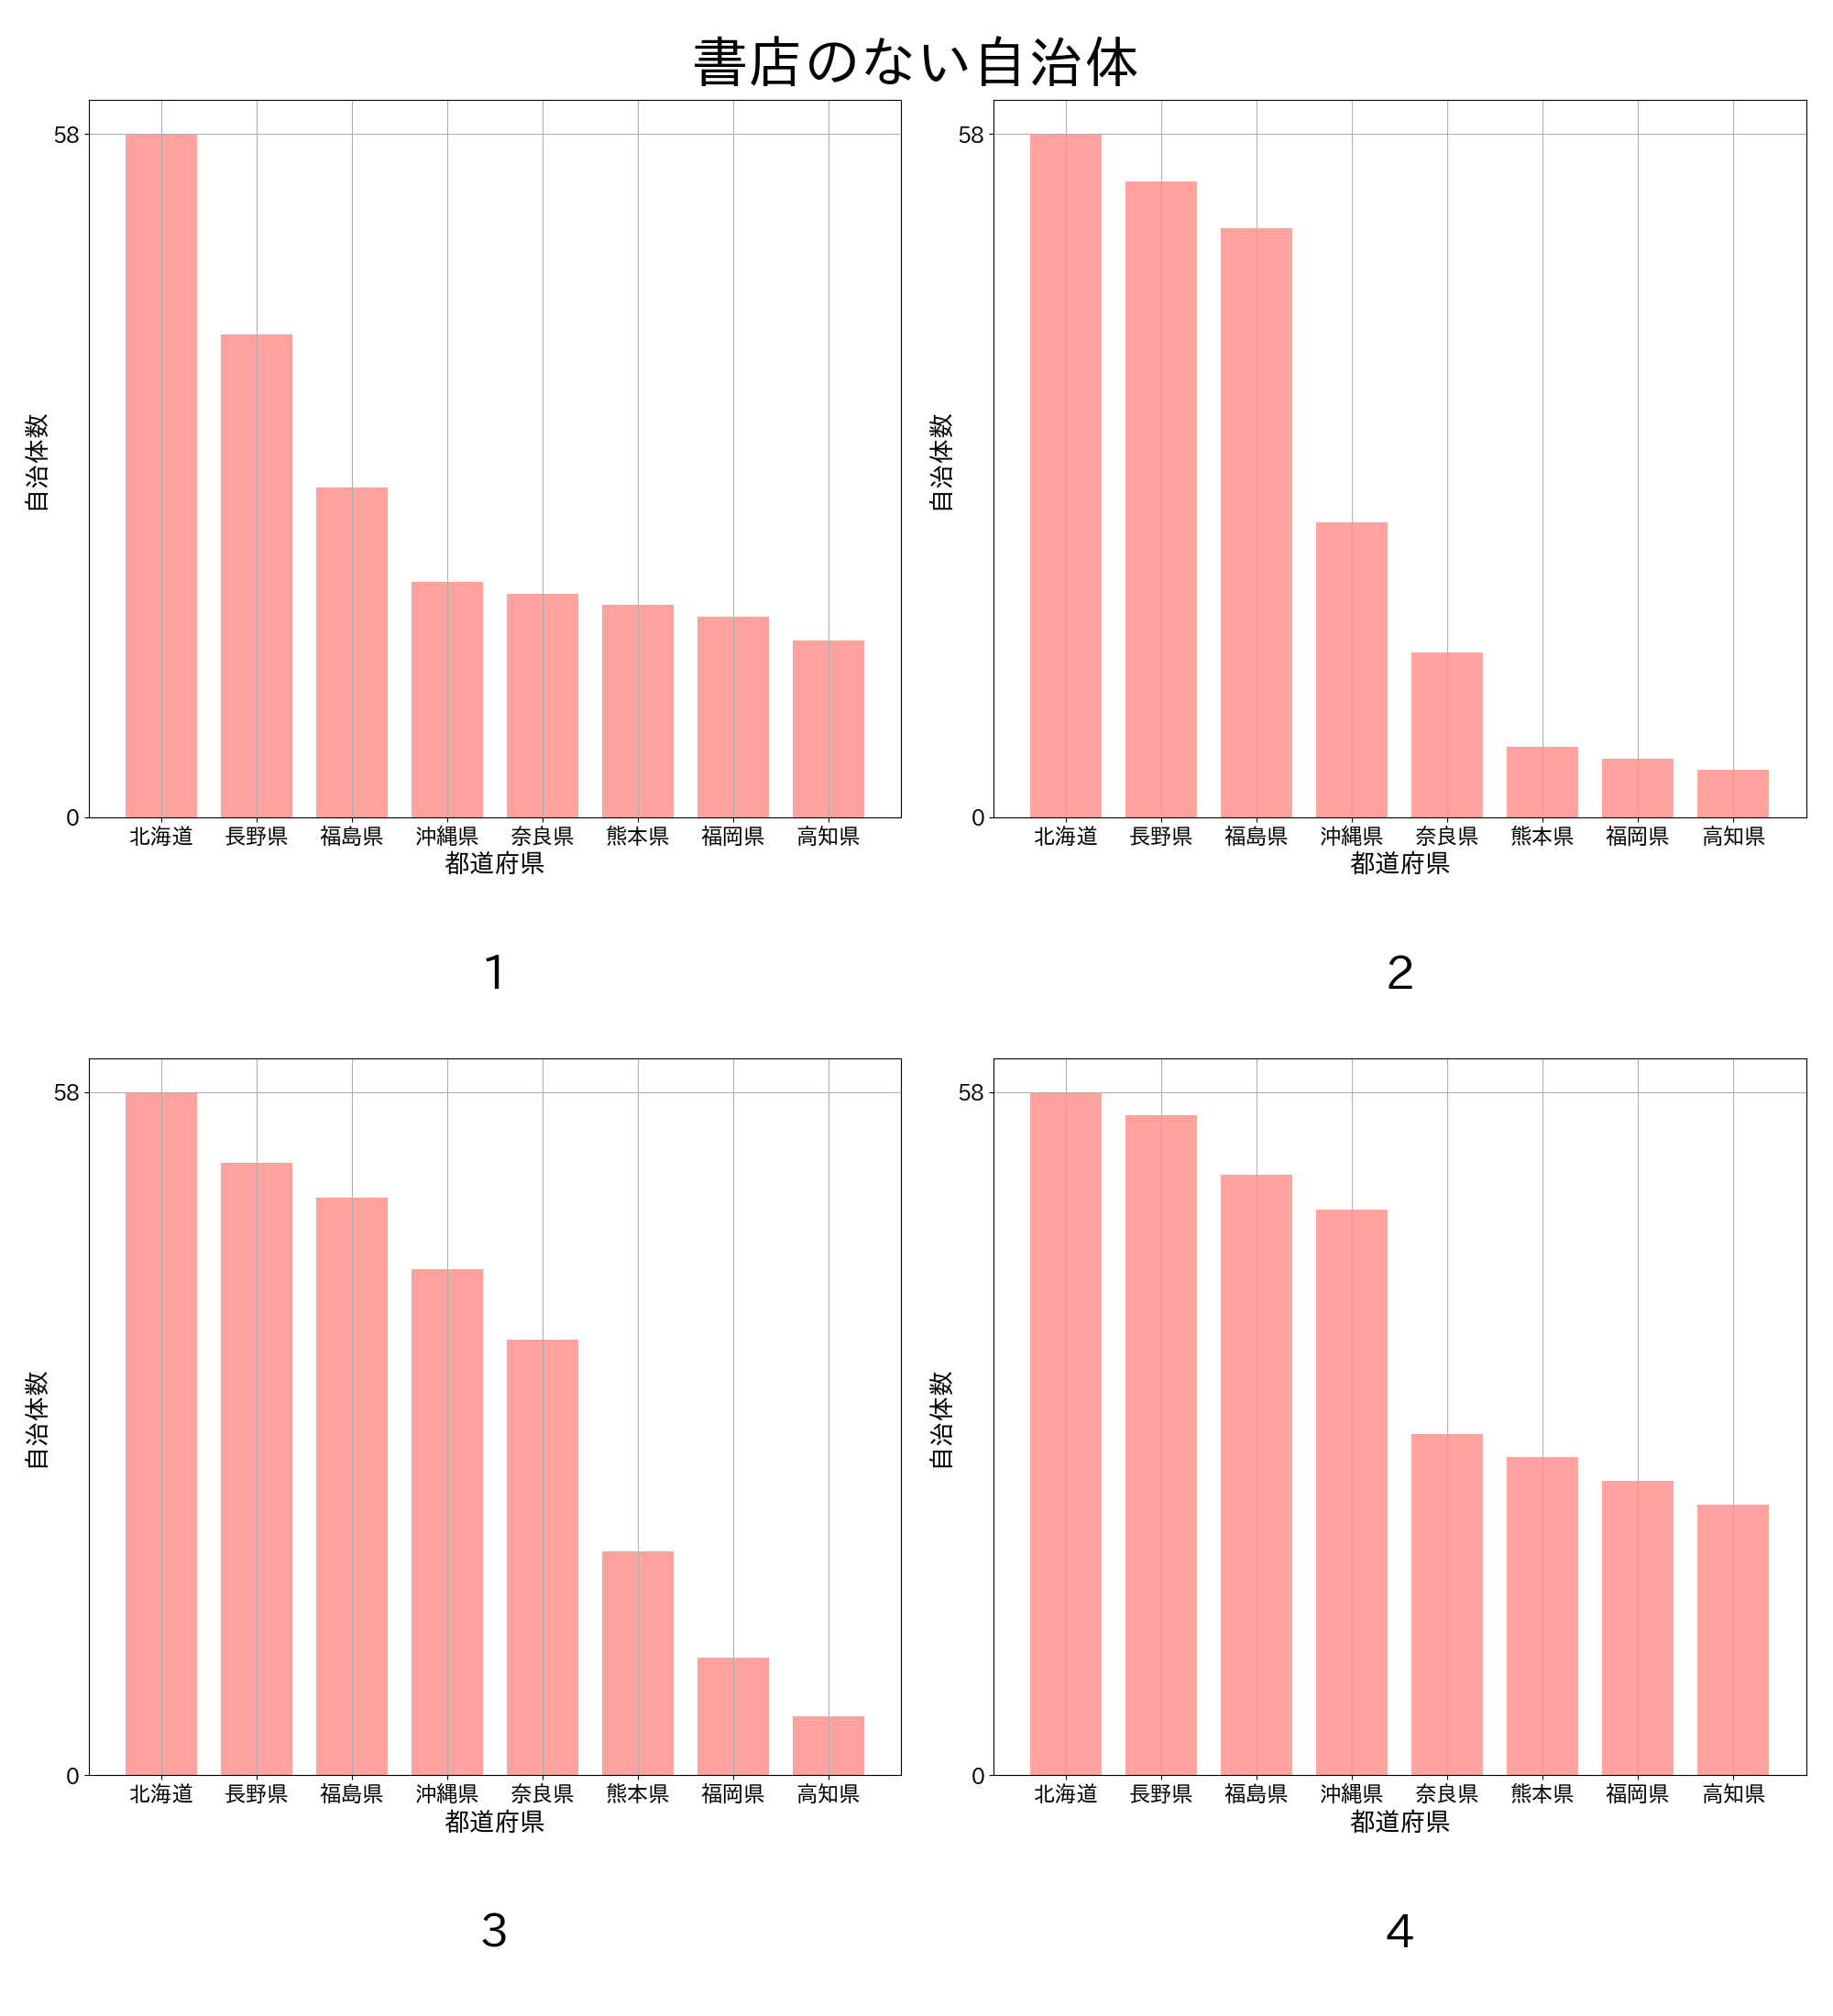 書店のない自治体
58
0
自治体数
北海道 長野県 福島県 沖縄県 奈良県 熊本県 福岡県 高知県
都道府県
1
58
0
自治体数
北海道 長野県 福島県 沖縄県 奈良県 熊本県 福岡県 高知県
都道府県
2
58
0
自治体数
北海道 長野県 福島県 沖縄県 奈良県 熊本県 福岡県 高知県
都道府県
3
58
0
自治体数
北海道 長野県 福島県 沖縄県 奈良県 熊本県 福岡県 高知県
都道府県
4